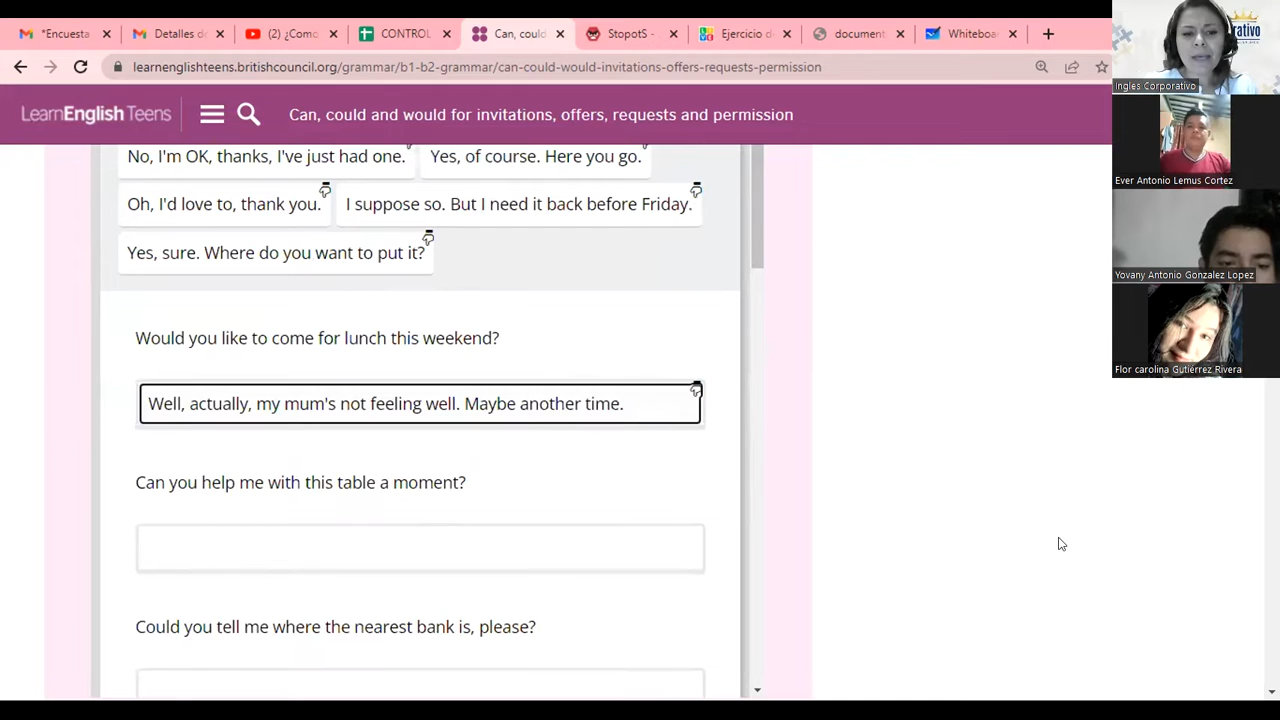 *Encuesta
Detalles de
(2) ¿Como
CONTROL
Can, could
StopotS -
Ejercicio de
document
Whiteboa
learnenglishteens.britishcouncil.org/grammar/b1-b2-grammar/can-could-would-invitations-offers-requests-permission
LearnEnglish Teens
Can, could and would for invitations, offers, requests and permission
No, I'm OK, thanks, I've just had one.
Yes, of course. Here you go.
Oh, I'd love to, thank you.
I suppose so. But I need it back before Friday.
Yes, sure. Where do you want to put it?
Would you like to come for lunch this weekend?
Well, actually, my mum's not feeling well. Maybe another time.
Can you help me with this table a moment?
Could you tell me where the nearest bank is, please?
rativo
Ingles Corporativo
Ever Antonio Lemus Cortez
Yovany Antonio Gonzalez Lopez
Flor carolina Gutiérrez Rivera